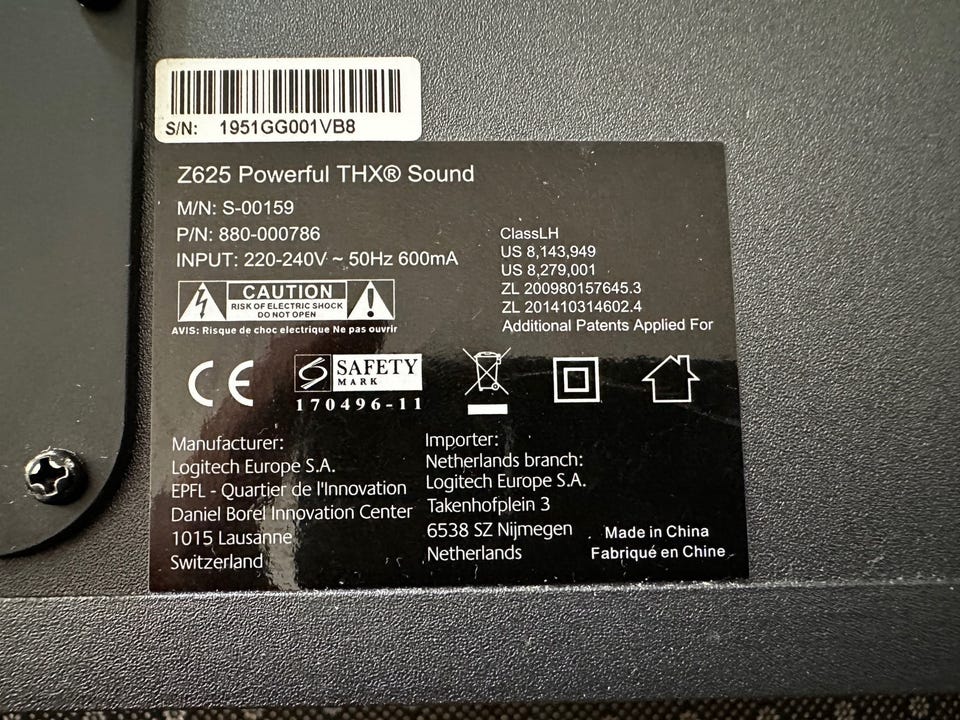 S/N: 1951GG001VB8
Z625 Powerful THX® Sound
M/N: S-00159
P/N: 880-000786
INPUT: 220-240V ~ 50Hz 600mA
ClassLH
US 8,143,949
US 8,279,001
ZL 200980157645.3
ZL 201410314602.4
Additional Patents Applied For
CAUTION
RISK OF ELECTRIC SHOCK
DO NOT OPEN
AVIS: Risque de choc electrique Ne pas ouvrir
CE
SAFETY
MARK
170496-11
Manufacturer:
Logitech Europe S.A.
EPFL - Quartier de l'Innovation
Daniel Borel Innovation Center
1015 Lausanne
Switzerland
Importer:
Netherlands branch:
Logitech Europe S.A.
Takenhofplein 3
6538 SZ Nijmegen
Netherlands
Made in China
Fabriqué en Chine